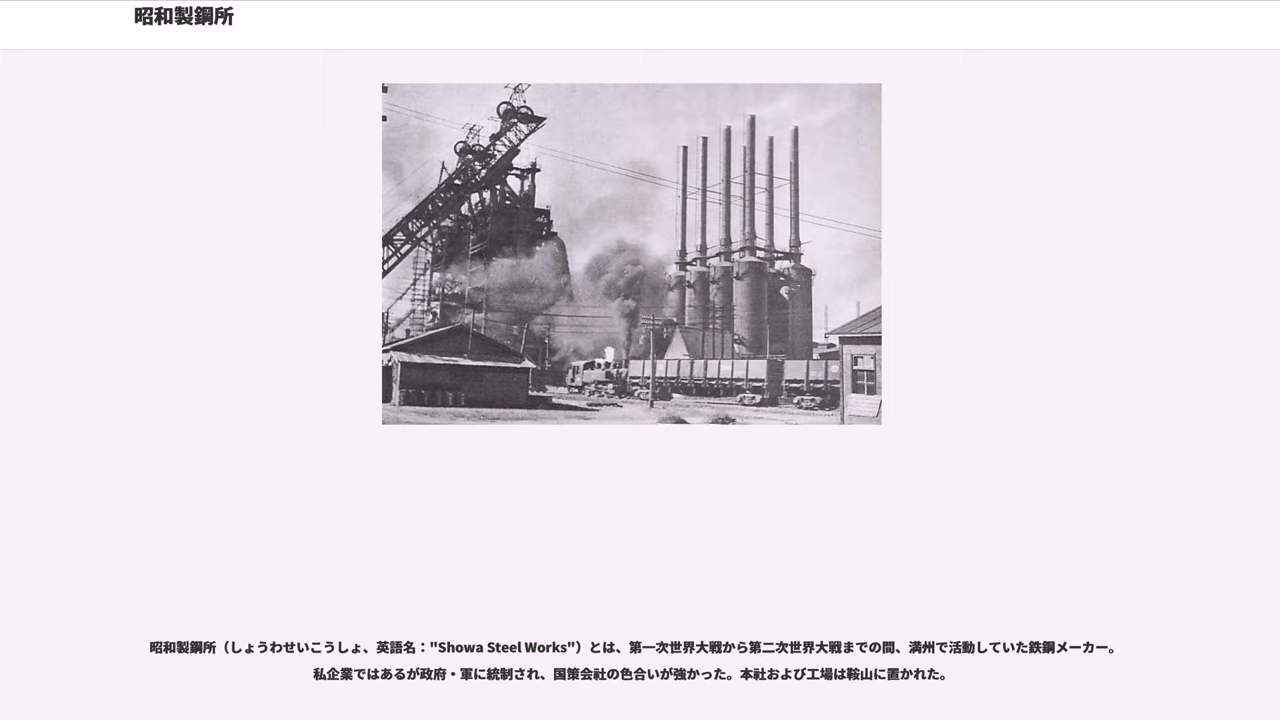 昭和製鋼所
昭和製鋼所（しょうわせいこうしょ、英語名："Showa Steel Works"）とは、第一次世界大戦から第二次世界大戦までの間、満州で活動していた鉄鋼メーカー。
私企業ではあるが政府・軍に統制され、国策会社の色合いが強かった。本社および工場は鞍山に置かれた。